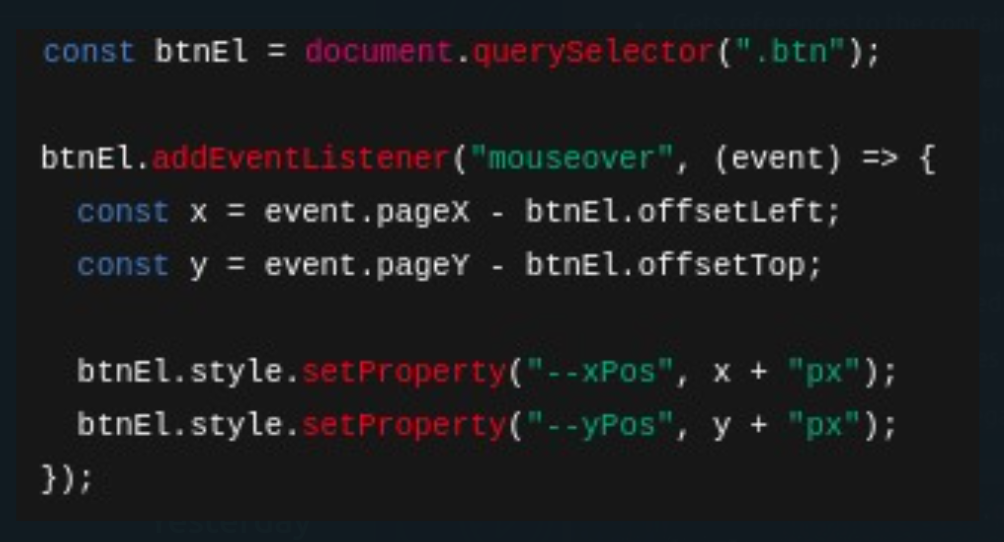 const btnEl = document.querySelector(".btn");
btnEl.addEventListener("mouseover", (event) => {
const x = event.pageX - btnEl.offsetLeft;
const y = event.pageY - btnEl.offsetTop;
btnEl.style.setProperty("--xPos", x + "px");
btnEl.style.setProperty("--yPos", y + "px");
});
Yesterday